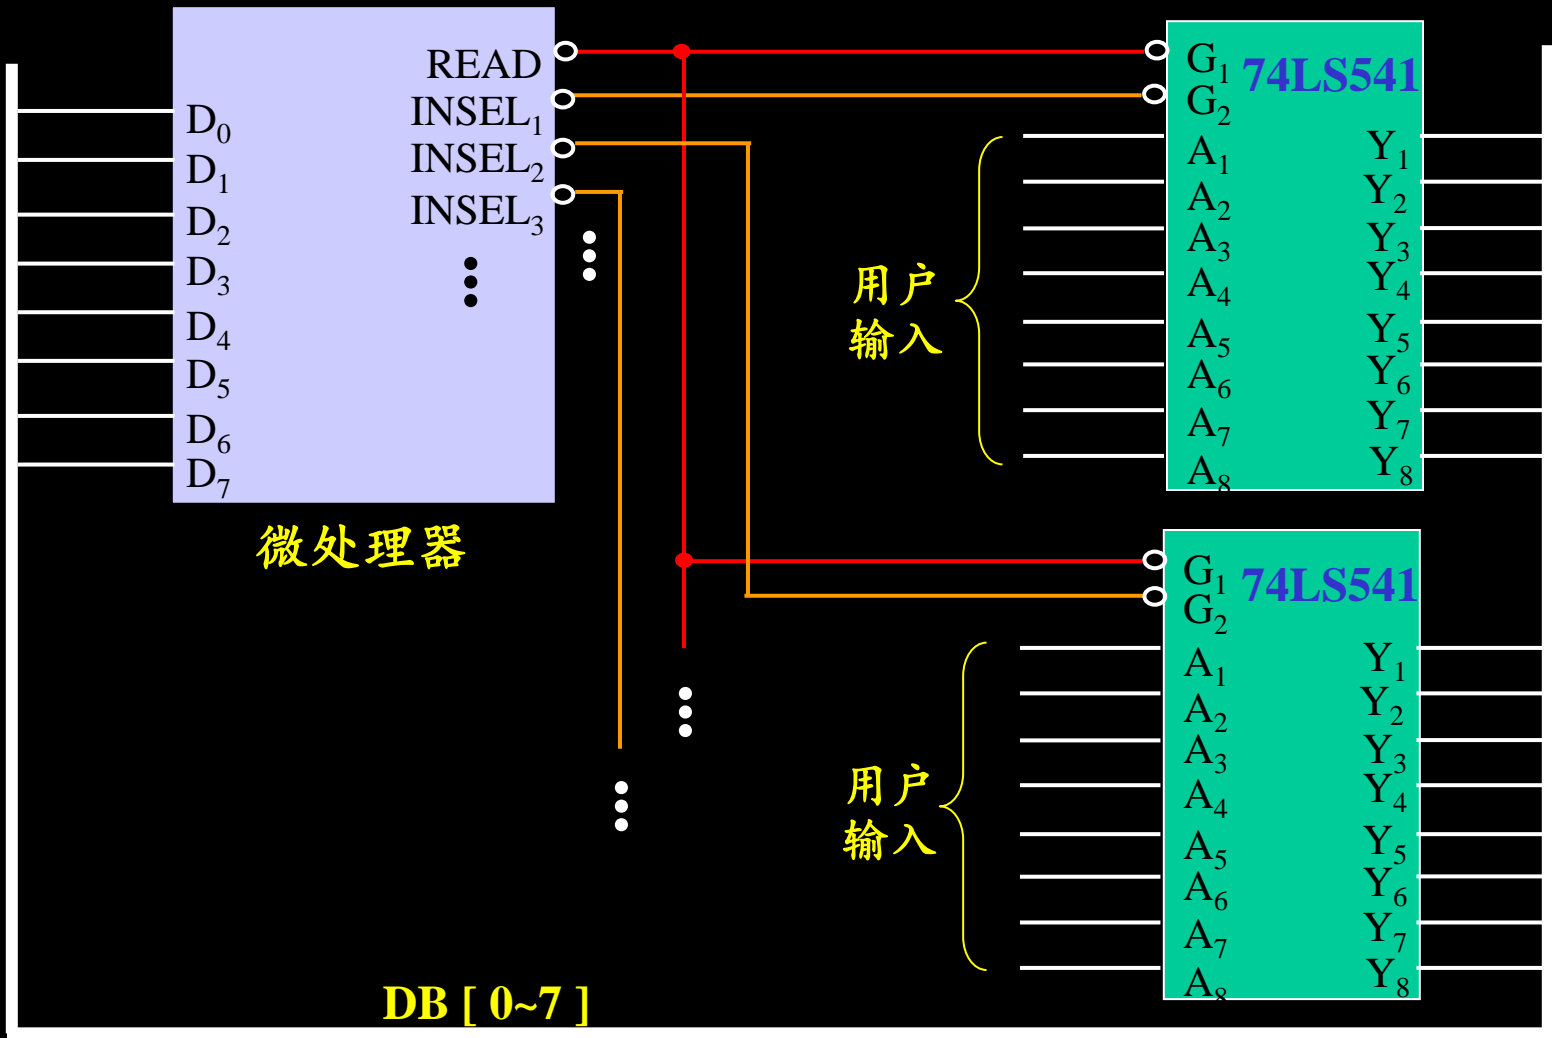 READ
INSEL₁
INSEL₂
INSEL₃
D₀
D₁
D₂
D₃
D₄
D₅
D₆
D₇
微处理器
G₁ 74LS541
G₂
A₁ Y₁
A₂ Y₂
A₃ Y₃
A₄ Y₄
A₅ Y₅
A₆ Y₆
A₇ Y₇
A₈ Y₈
用户
输入
G₁ 74LS541
G₂
A₁ Y₁
A₂ Y₂
A₃ Y₃
A₄ Y₄
A₅ Y₅
A₆ Y₆
A₇ Y₇
A₈ Y₈
用户
输入
DB [ 0~7 ]